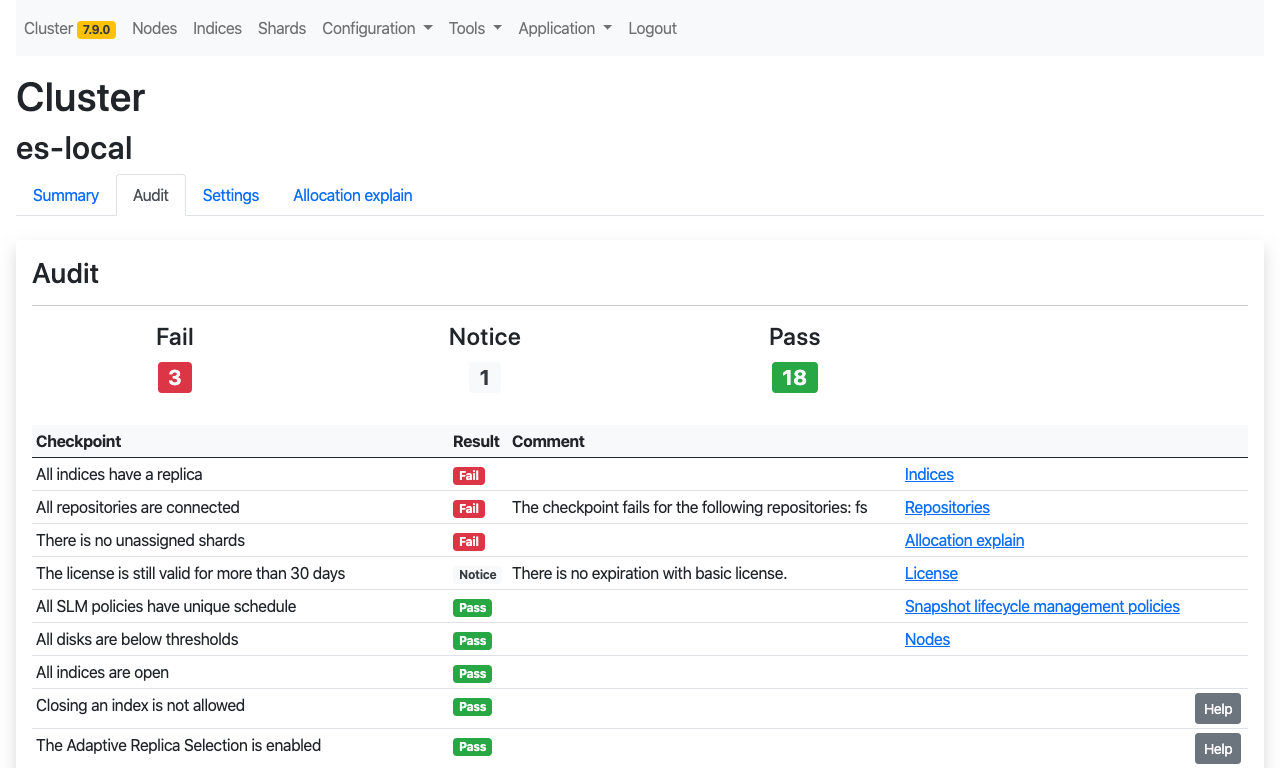 Cluster 7.9.0 Nodes Indices Shards Configuration Tools Application Logout
Cluster
es-local
Summary Audit Settings Allocation explain
Audit
Fail Notice Pass
3 1 18
Checkpoint Result Comment
All indices have a replica Fail Indices
All repositories are connected Fail The checkpoint fails for the following repositories: fs Repositories
There is no unassigned shards Fail Allocation explain
The license is still valid for more than 30 days Notice There is no expiration with basic license. License
All SLM policies have unique schedule Pass Snapshot lifecycle management policies
All disks are below thresholds Pass Nodes
All indices are open Pass
Closing an index is not allowed Pass Help
The Adaptive Replica Selection is enabled Pass Help